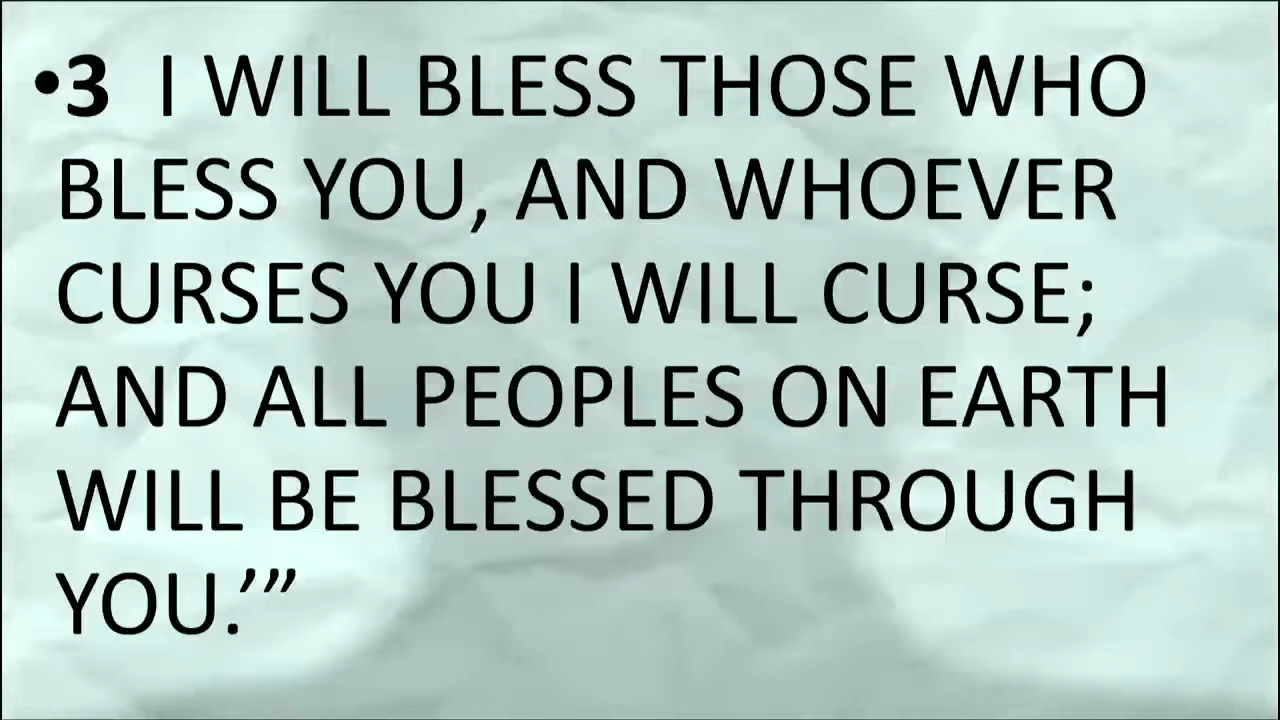 •3 I WILL BLESS THOSE WHO
BLESS YOU, AND WHOEVER
CURSES YOU I WILL CURSE;
AND ALL PEOPLES ON EARTH
WILL BE BLESSED THROUGH
YOU.’”